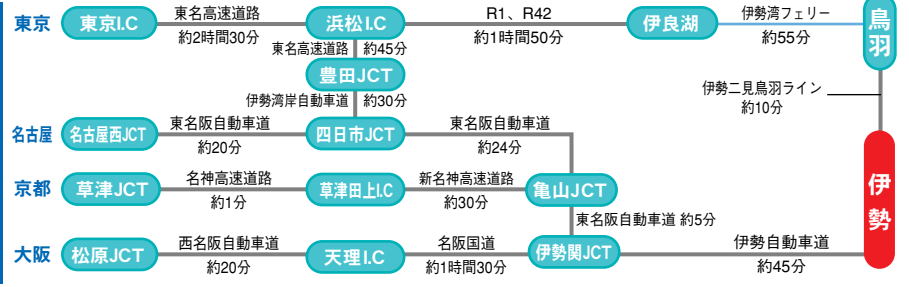 東京
東京I.C
東名高速道路
約2時間30分
浜松I.C
R1、R42
約1時間50分
伊良湖
伊勢湾フェリー
約55分
鳥羽
東名高速道路 約45分
豊田JCT
伊勢湾岸自動車道 約30分
伊勢二見鳥羽ライン
約10分
名古屋
名古屋西JCT
東名阪自動車道
約20分
四日市JCT
東名阪自動車道
約24分
京都
草津JCT
名神高速道路
約1分
草津田上I.C
新名神高速道路
約30分
亀山JCT
東名阪自動車道 約5分
伊勢
大阪
松原JCT
西名阪自動車道
約20分
天理I.C
名阪国道
約1時間30分
伊勢関JCT
伊勢自動車道
約45分